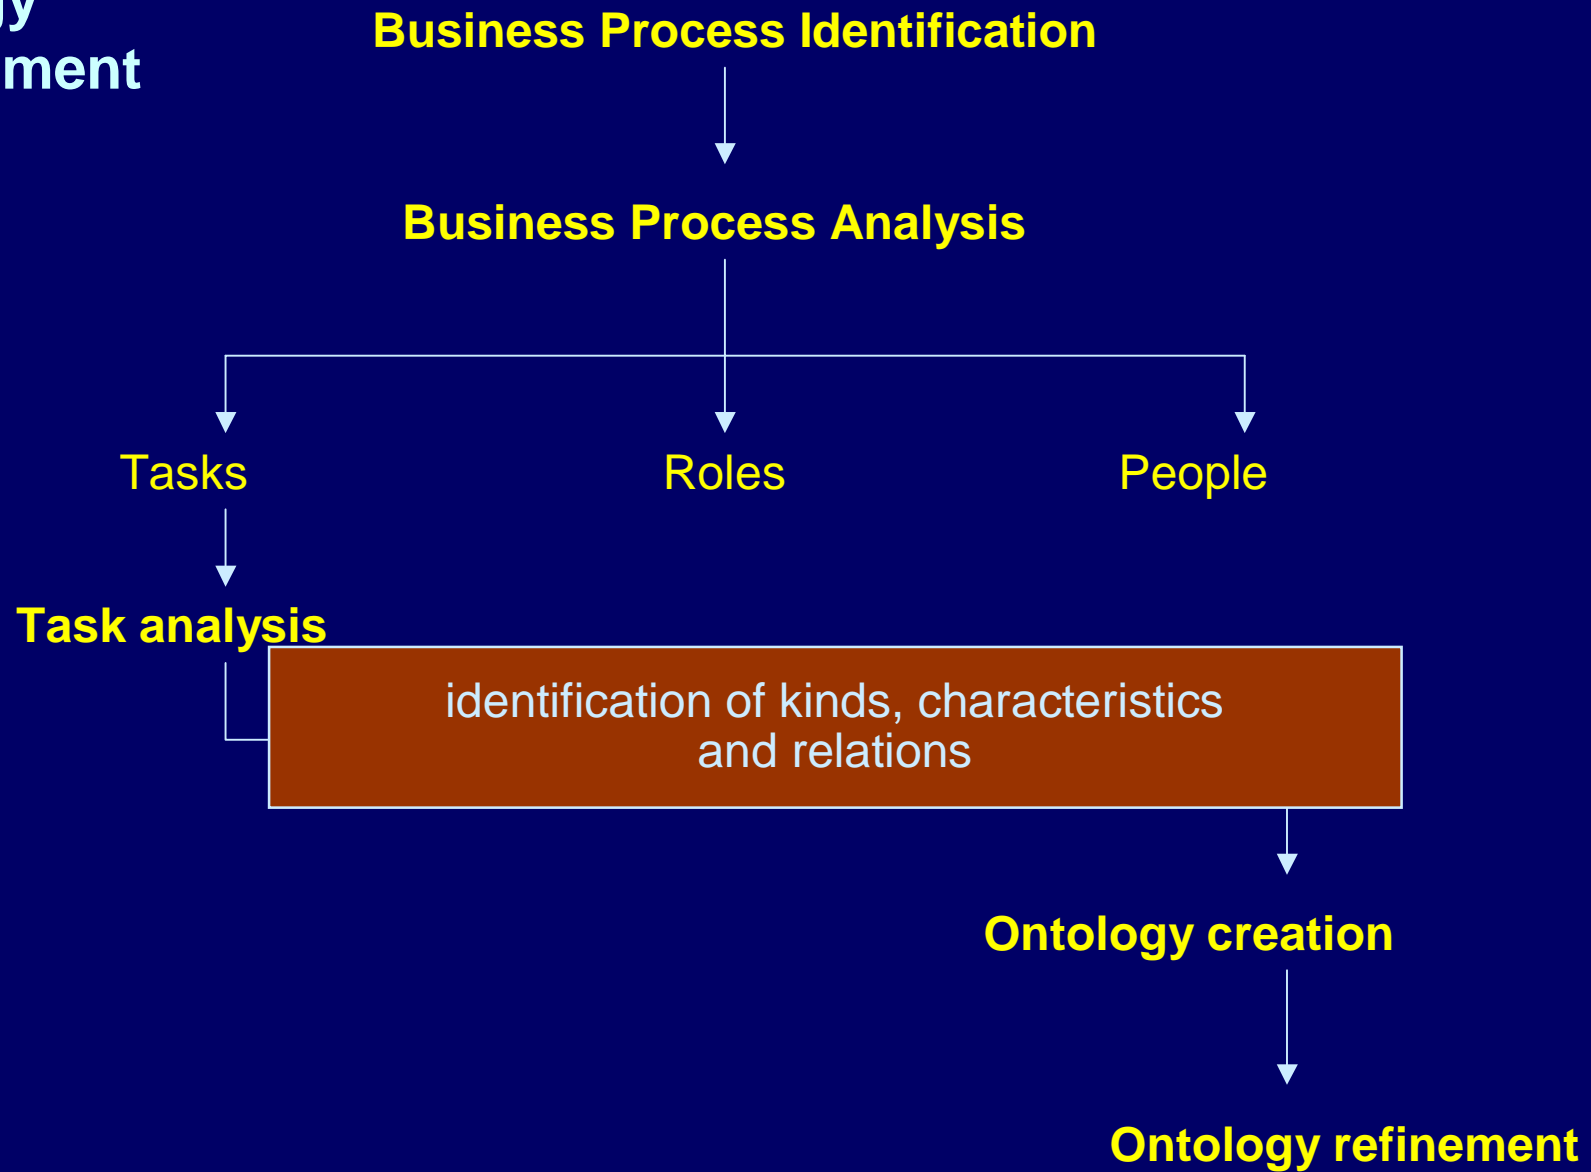 gy
ment
Business Process Identification
Business Process Analysis
Tasks
Roles
People
Task analysis
identification of kinds, characteristics
and relations
Ontology creation
Ontology refinement